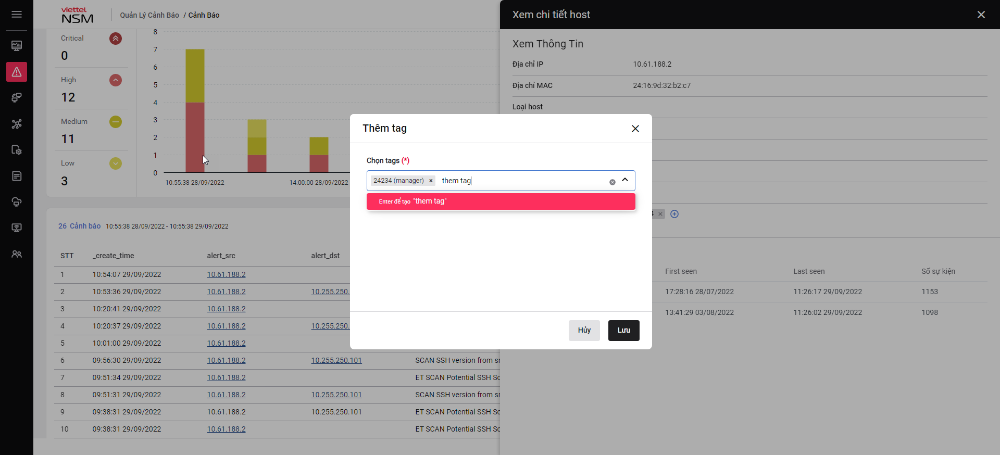 viettel
NSM
Quản Lý Cảnh Báo / Cảnh Báo
Critical
0
High
12
Medium
11
Low
3
8
7
6
5
4
3
2
1
0
10:55:38 28/09/2022
14:00:00 28/09/2022
26 Cảnh báo 10:55:38 28/09/2022 - 10:55:38 29/09/2022
STT _create_time alert_src alert_dst
1 10:54:07 29/09/2022 10.61.188.2
2 10:53:36 29/09/2022 10.61.188.2 10.255.250.
3 10:20:41 29/09/2022 10.61.188.2
4 10:20:37 29/09/2022 10.61.188.2 10.255.250.
5 10:01:00 29/09/2022 10.61.188.2
6 09:56:30 29/09/2022 10.61.188.2 10.255.250.101 SCAN SSH version from
7 09:51:34 29/09/2022 10.61.188.2 ET SCAN Potential SSH
8 09:51:31 29/09/2022 10.61.188.2 10.255.250.101 SCAN SSH version from
9 09:38:31 29/09/2022 10.61.188.2 10.255.250.101 ET SCAN Potential SSH
10 09:38:31 29/09/2022 10.61.188.2 ET SCAN Potential SSH
Xem chi tiết host
Xem Thông Tin
Địa chỉ IP 10.61.188.2
Địa chỉ MAC 24:16:9d:32:b2:c7
Loại host
First seen Last seen Số sự kiện
17:28:16 28/07/2022 11:26:17 29/09/2022 1153
13:41:29 03/08/2022 11:26:02 29/09/2022 1098
Thêm tag
Chọn tags (*)
24234 (manager) × them tag
Enter để tạo "them tag"
Hủy Lưu